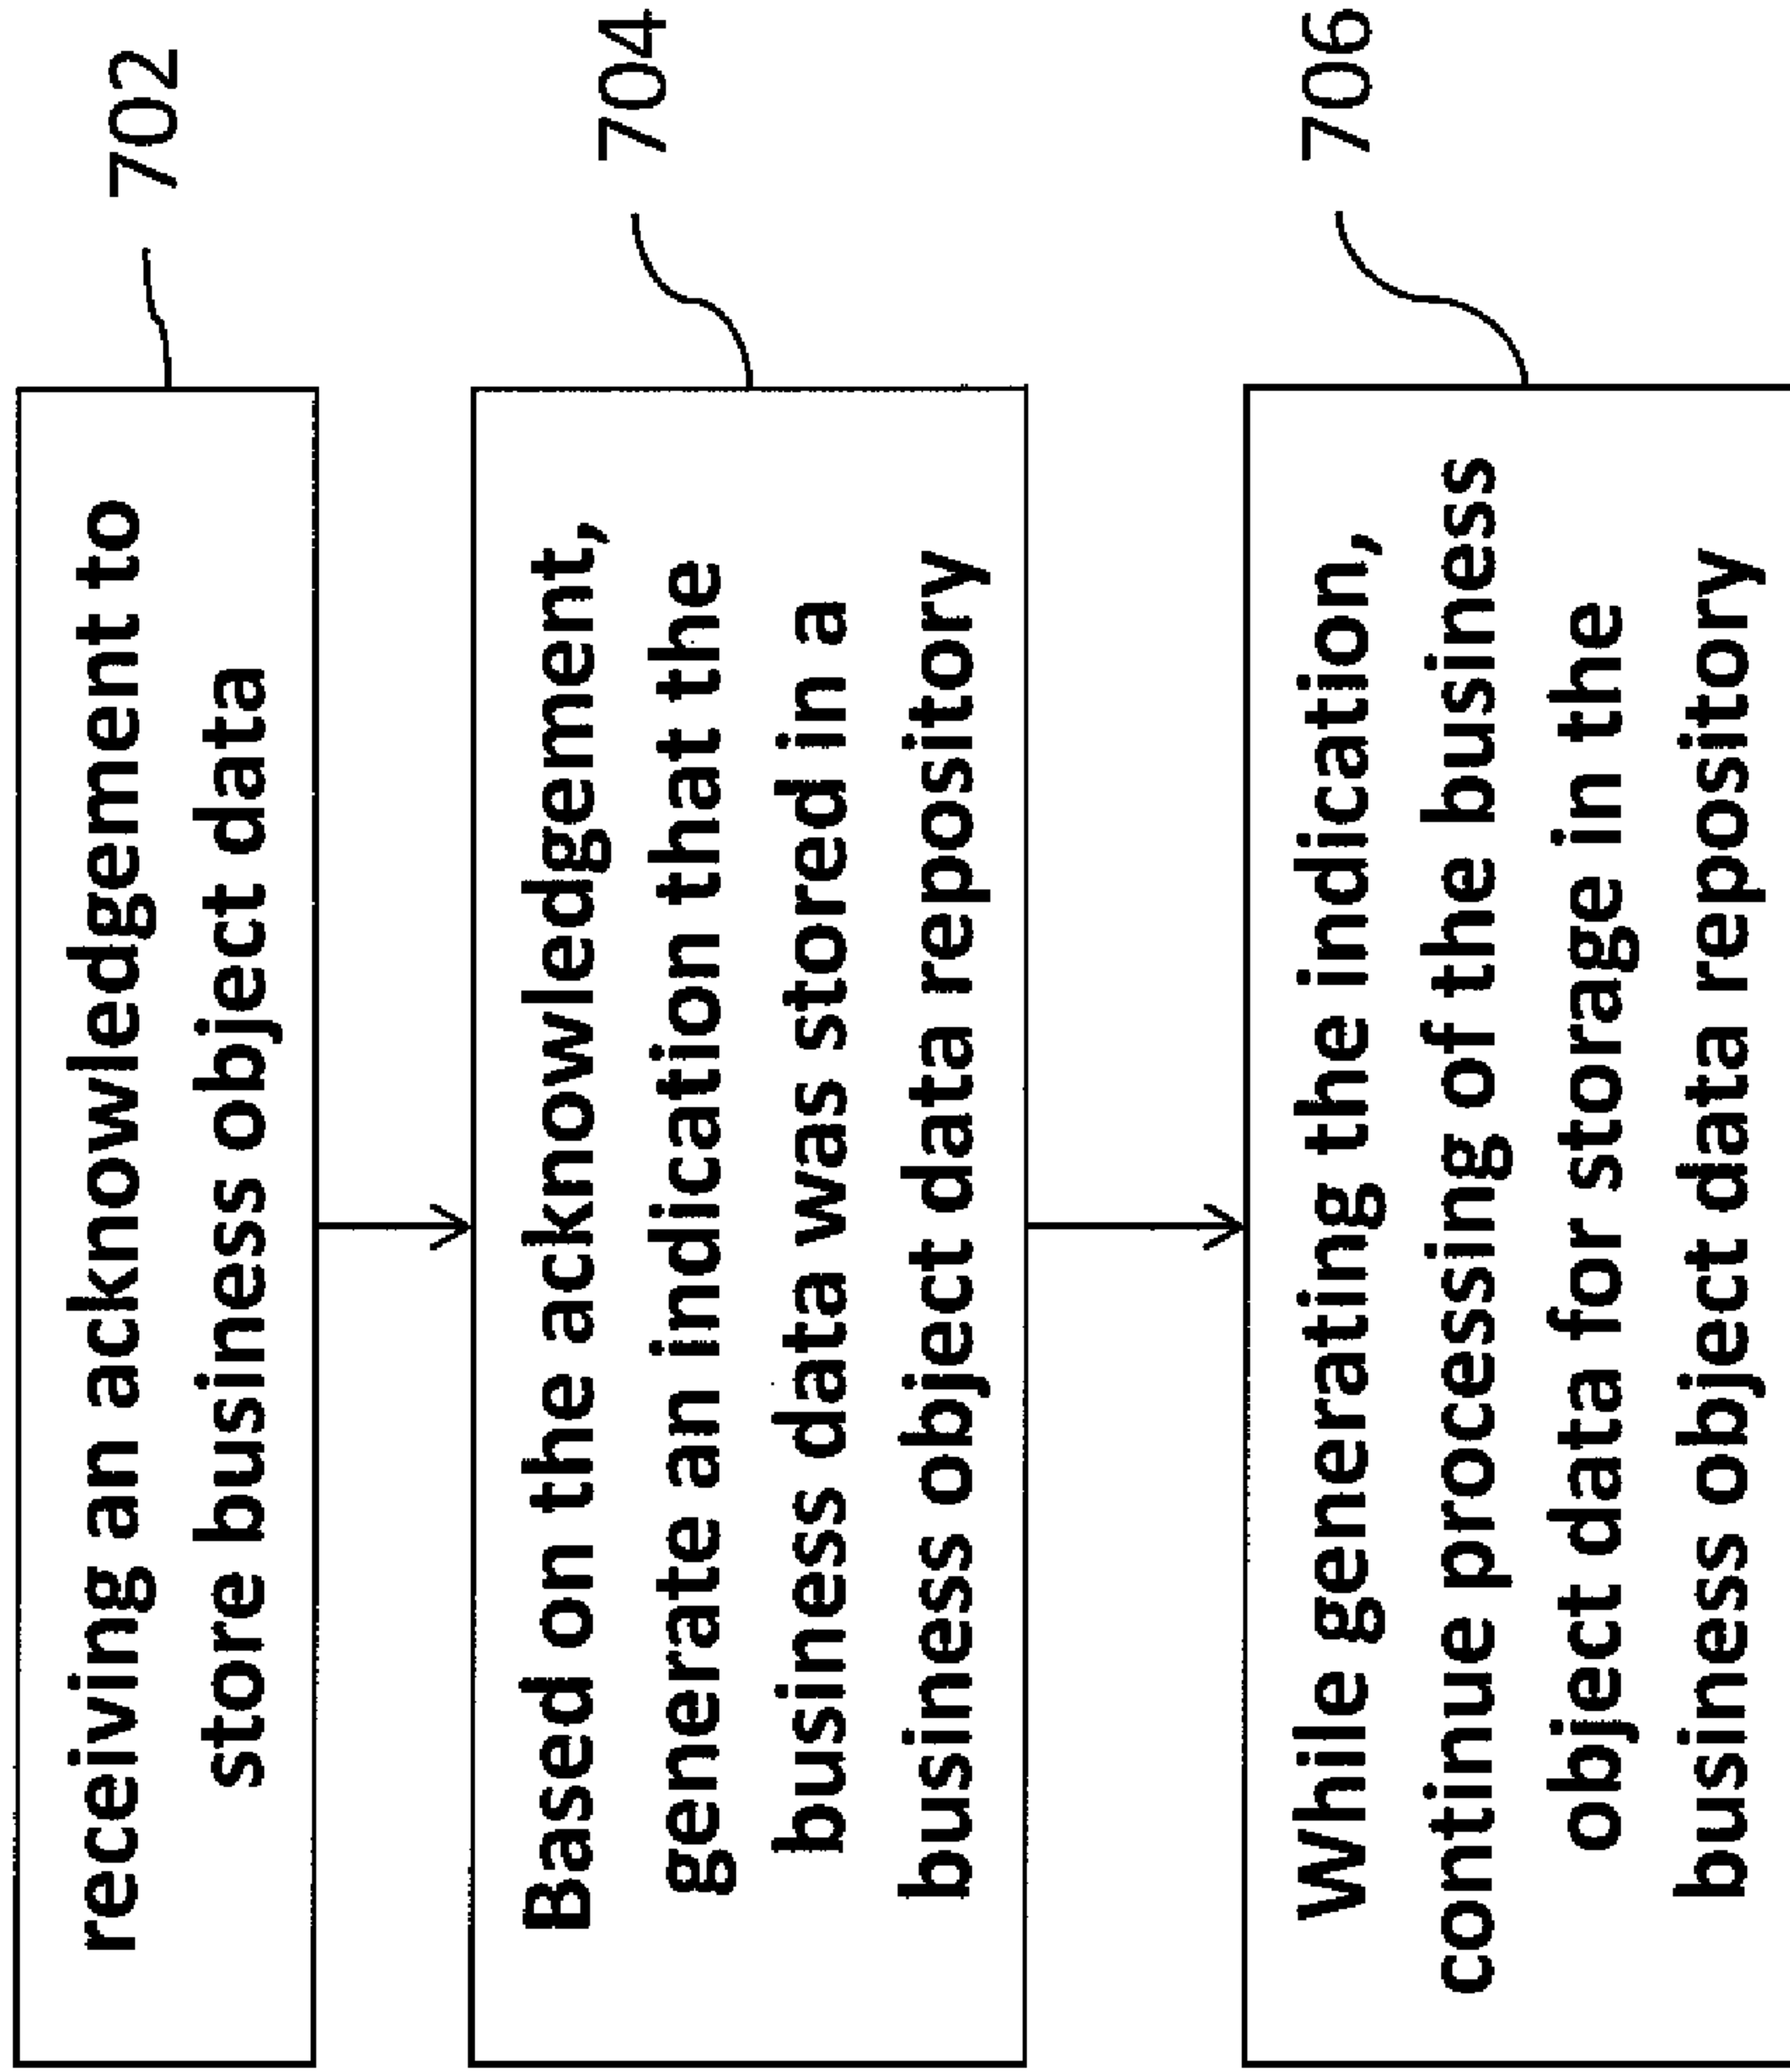 receiving an acknowledgement to
store business object data
702
Based on the acknowledgement,
generate an indication that the
business data was stored in a
business object data repository
704
While generating the indication,
continue processing of the business
object data for storage in the
business object data repository
706